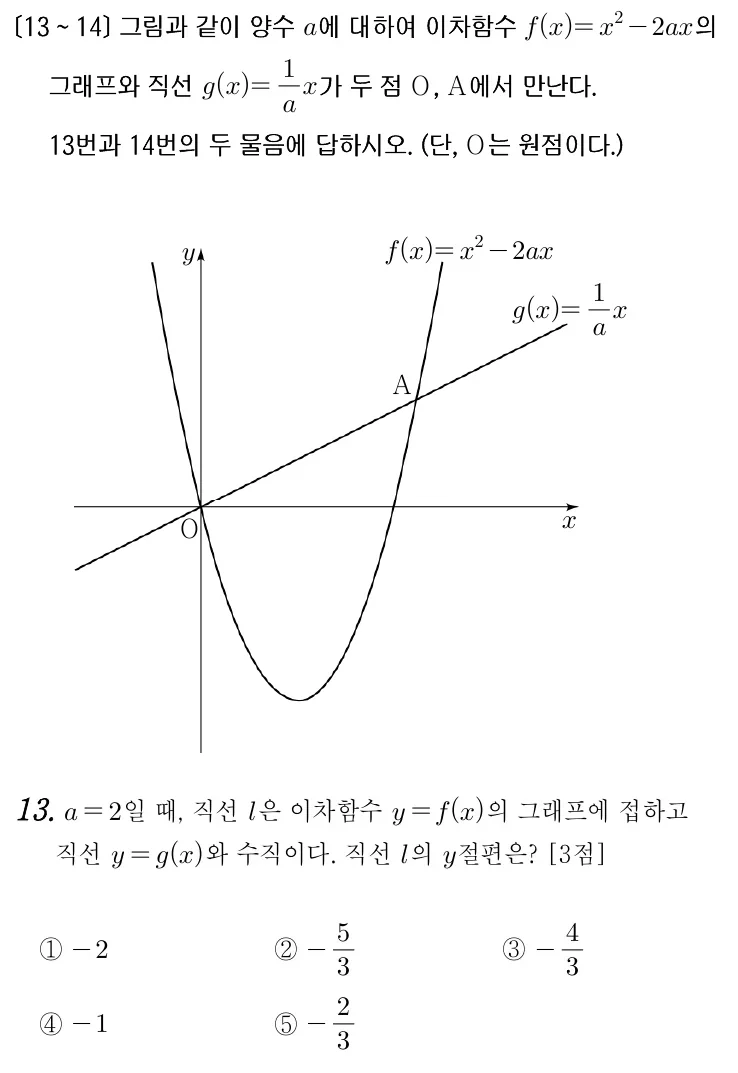 [13 ~ 14] 그림과 같이 양수 a에 대하여 이차함수 f(x)=x²-2ax의
그래프와 직선 g(x)=\frac{1}{a}x가 두 점 O, A에서 만난다.
13번과 14번의 두 물음에 답하시오. (단, O는 원점이다.)
y
f(x)=x²-2ax
g(x)=\frac{1}{a}x
A
O
x
13. a=2일 때, 직선 l은 이차함수 y=f(x)의 그래프에 접하고
직선 y=g(x)와 수직이다. 직선 l의 y절편은? [3점]
① -2 ② -\frac{5}{3} ③ -\frac{4}{3}
④ -1 ⑤ -\frac{2}{3}